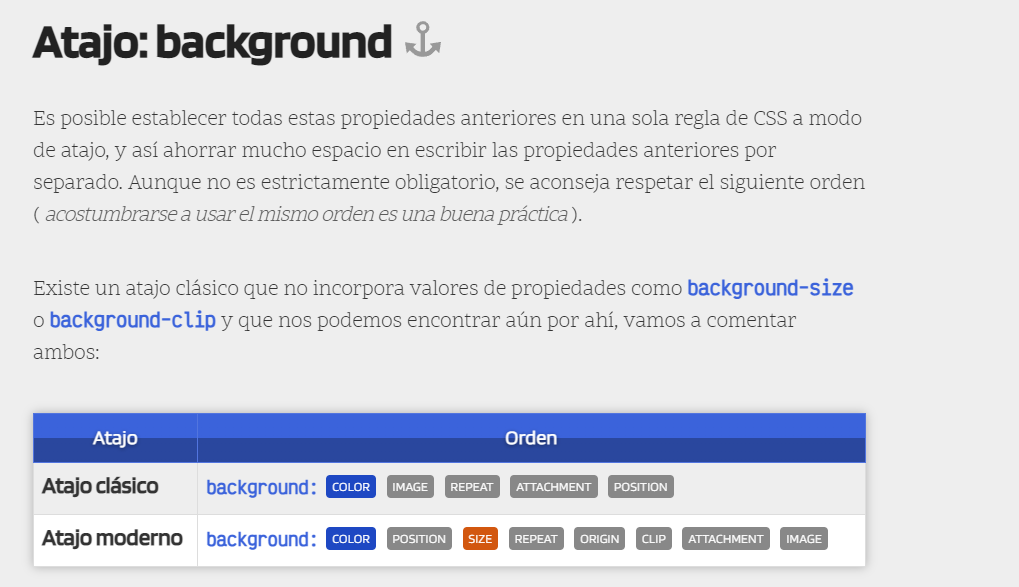 Atajo: background
Es posible establecer todas estas propiedades anteriores en una sola regla de CSS a modo
de atajo, y así ahorrar mucho espacio en escribir las propiedades anteriores por
separado. Aunque no es estrictamente obligatorio, se aconseja respetar el siguiente orden
( acostumbrarse a usar el mismo orden es una buena práctica ).
Existe un atajo clásico que no incorpora valores de propiedades como background-size
o background-clip y que nos podemos encontrar aún por ahí, vamos a comentar
ambos:
Atajo Orden
Atajo clásico background: COLOR IMAGE REPEAT ATTACHMENT POSITION
Atajo moderno background: COLOR POSITION SIZE REPEAT ORIGIN CLIP ATTACHMENT IMAGE